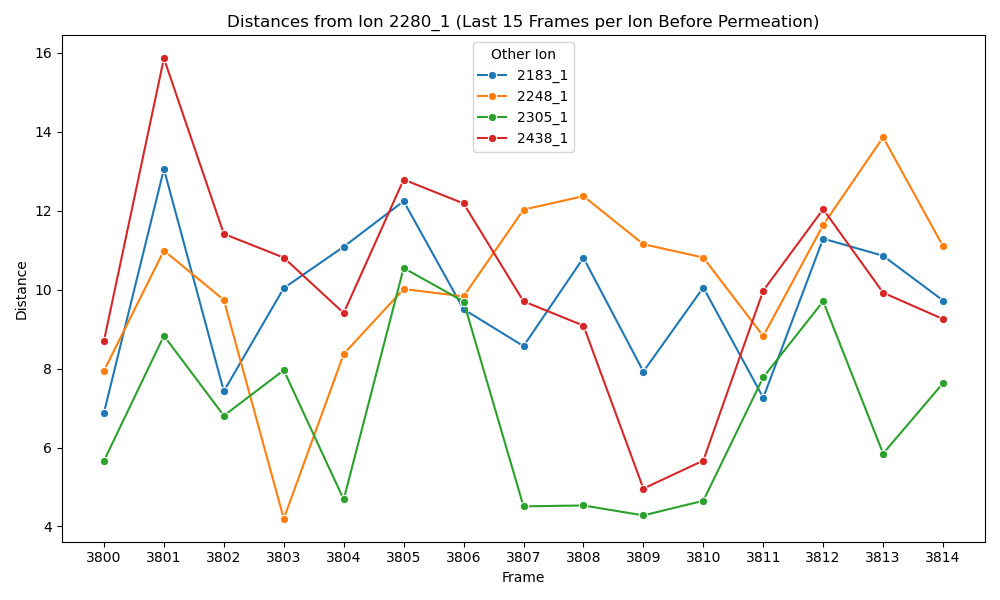 Distances from Ion 2280_1 (Last 15 Frames per Ion Before Permeation)
Other Ion
2183_1
2248_1
2305_1
2438_1
Distance
16
14
12
10
8
6
4
3800 3801 3802 3803 3804 3805 3806 3807 3808 3809 3810 3811 3812 3813 3814
Frame